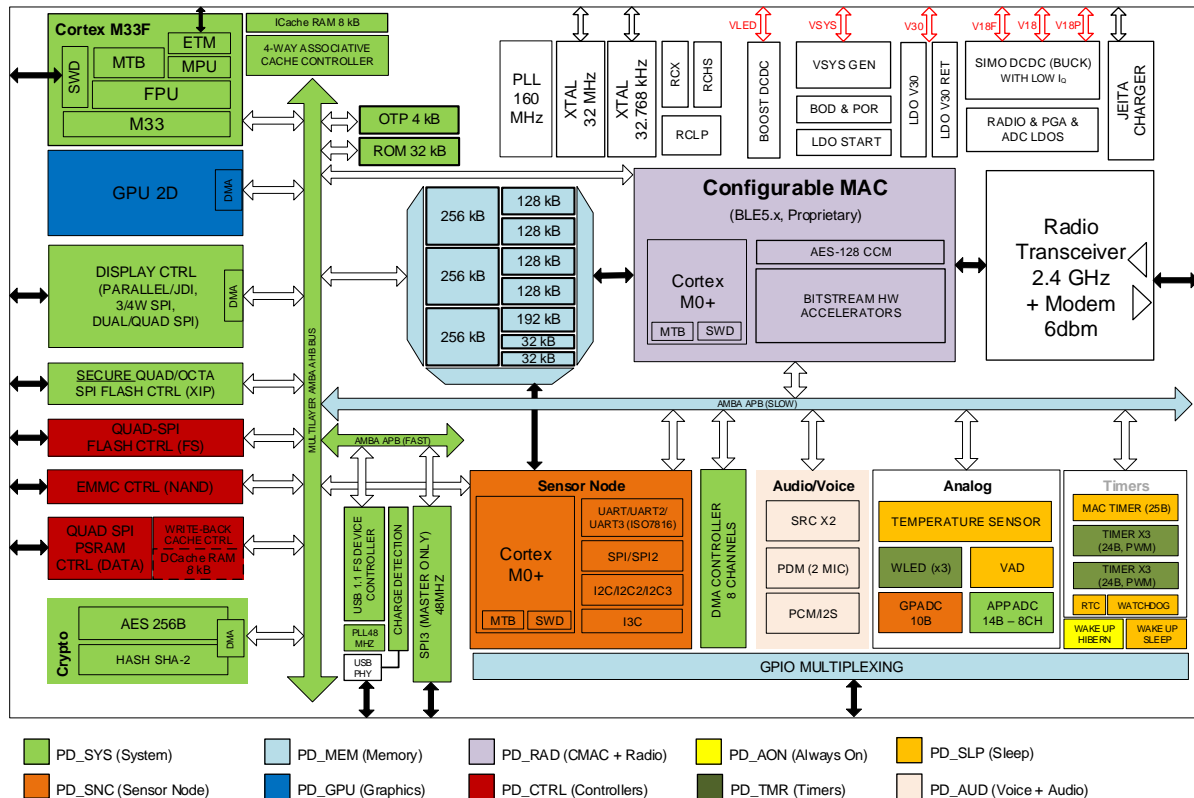 Cortex M33F
ETM
SWD
MTB
MPU
FPU
M33
ICache RAM 8 kB
4-WAY ASSOCIATIVE
CACHE CONTROLLER
OTP 4 kB
ROM 32 kB
GPU 2D
DMA
DISPLAY CTRL
(PARALLEL/JDI,
3/4W SPI,
DUAL/QUAD SPI)
DMA
SECURE QUAD/OCTA
SPI FLASH CTRL (XIP)
QUAD-SPI
FLASH CTRL (FS)
EMMC CTRL (NAND)
QUAD SPI
PSRAM
CTRL (DATA)
WRITE-BACK
CACHE CTRL
DCache RAM
8 kB
Crypto
AES 256B
HASH SHA-2
DMA
MULTILAYER AMBA AHB BUS
PLL
160
MHz
XTAL
32 MHz
XTAL
32.768 kHz
RCX
RCHS
RCLP
VLED
BOOST DCDC
VSYS
VSYS GEN
BOD & POR
LDO START
V30
LDO V30
LDO V30 RET
V18F
V18
V18P
SIMO DCDC (BUCK)
WITH LOW IQ
RADIO & PGA &
ADC LDOS
JEITA
CHARGER
256 kB
128 kB
128 kB
256 kB
128 kB
128 kB
256 kB
192 kB
32 kB
32 kB
Configurable MAC
(BLE5.x, Proprietary)
Cortex
M0+
MTB
SWD
AES-128 CCM
BITSTREAM HW
ACCELERATORS
Radio
Transceiver
2.4 GHz
+ Modem
6dbm
AMBA APB (SLOW)
AMBA APB (FAST)
USB 1.1 FS DEVICE
CONTROLLER
PLL48
MHZ
USB
PHY
CHARGE DETECTION
SPI3 (MASTER ONLY)
48MHZ
Sensor Node
Cortex
M0+
MTB
SWD
UART/UART2/
UART3 (ISO7816)
SPI/SPI2
I2C/I2C2/I2C3
I3C
DMA CONTROLLER
8 CHANNELS
Audio/Voice
SRC X2
PDM (2 MIC)
PCM/I2S
Analog
TEMPERATURE SENSOR
WLED (x3)
VAD
GPADC
10B
APP ADC
14B – 8CH
Timers
MAC TIMER (25B)
TIMER X3
(24B, PWM)
TIMER X3
(24B, PWM)
RTC
WATCHDOG
WAKE UP
HIBERN
WAKE UP
SLEEP
GPIO MULTIPLEXING
PD_SYS (System)
PD_MEM (Memory)
PD_RAD (CMAC + Radio)
PD_AON (Always On)
PD_SLP (Sleep)
PD_SNC (Sensor Node)
PD_GPU (Graphics)
PD_CTRL (Controllers)
PD_TMR (Timers)
PD_AUD (Voice + Audio)